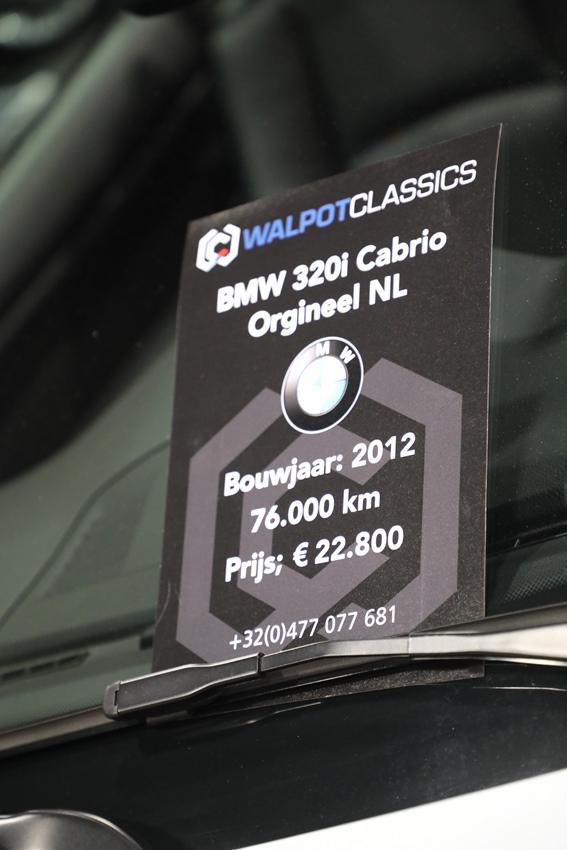 WALPOTCLASSICS
BMW 320i Cabrio
Orgineel NL
BMW
Bouwjaar: 2012
76.000 km
Prijs; € 22.800
+32(0)477 077 681